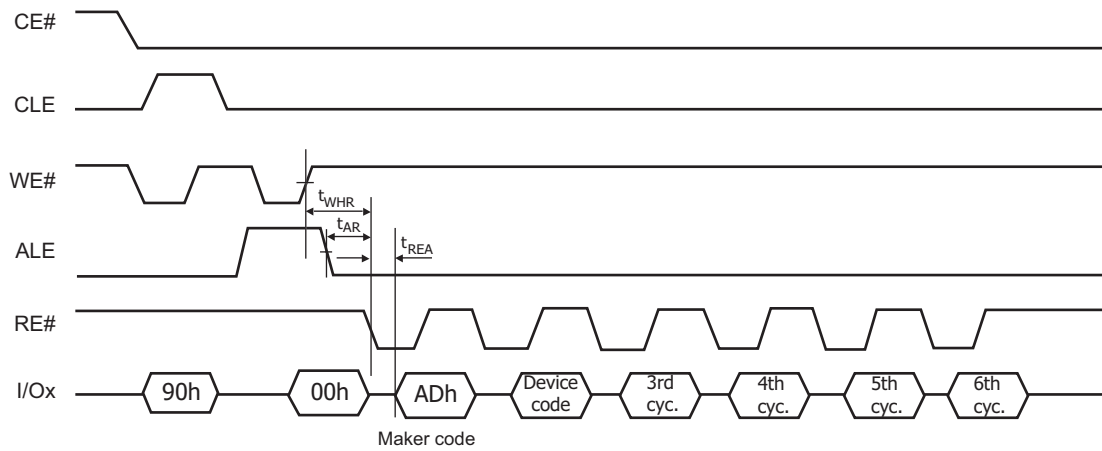 CE#
CLE
WE#
tWHR
tAR
ALE
tREA
RE#
I/Ox
90h
00h
ADh
Device
code
3rd
cyc.
4th
cyc.
5th
cyc.
6th
cyc.
Maker code